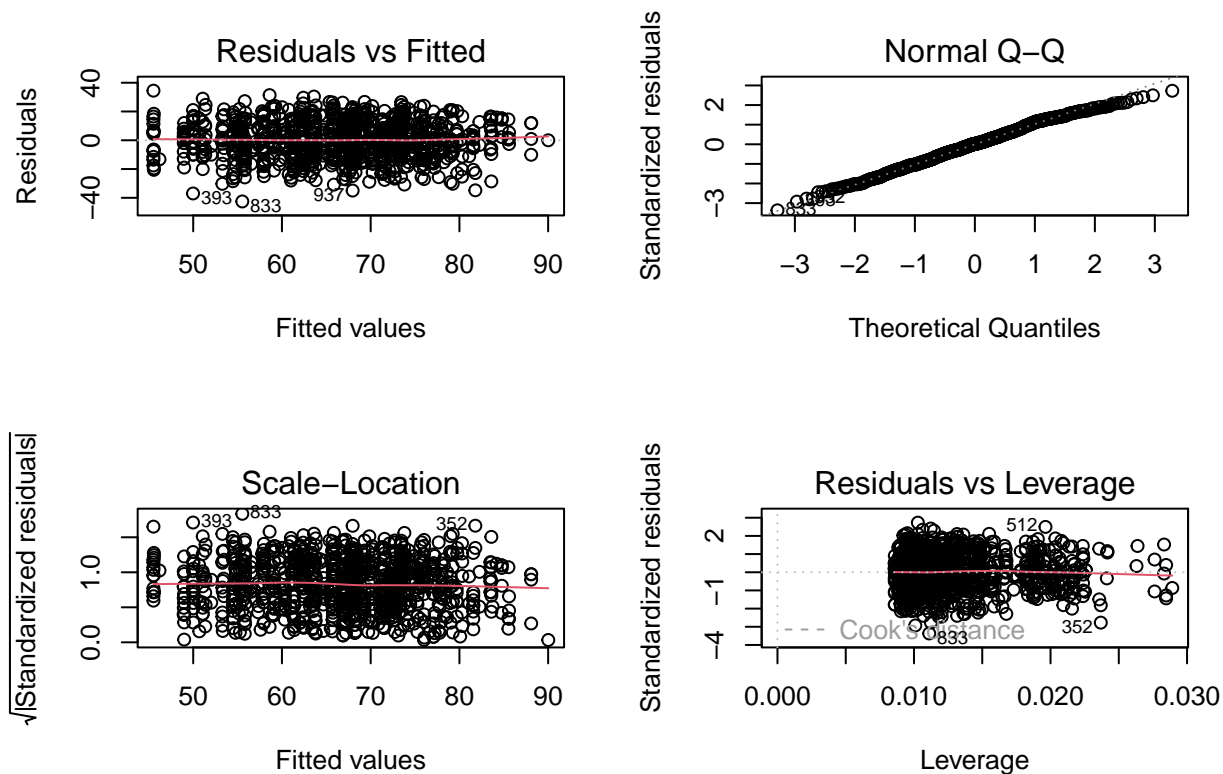 Residuals vs Fitted
Residuals
40
0
−40
393
833
937
50 60 70 80 90
Fitted values
Normal Q−Q
Standardized residuals
2
0
−3
833
−3 −2 −1 0 1 2 3
Theoretical Quantiles
Scale−Location
√|Standardized residuals|
1.0
0.0
393
833
352
50 60 70 80 90
Fitted values
Residuals vs Leverage
Standardized residuals
2
−1
−4
512
Cook's distance
833
352
0.000 0.010 0.020 0.030
Leverage